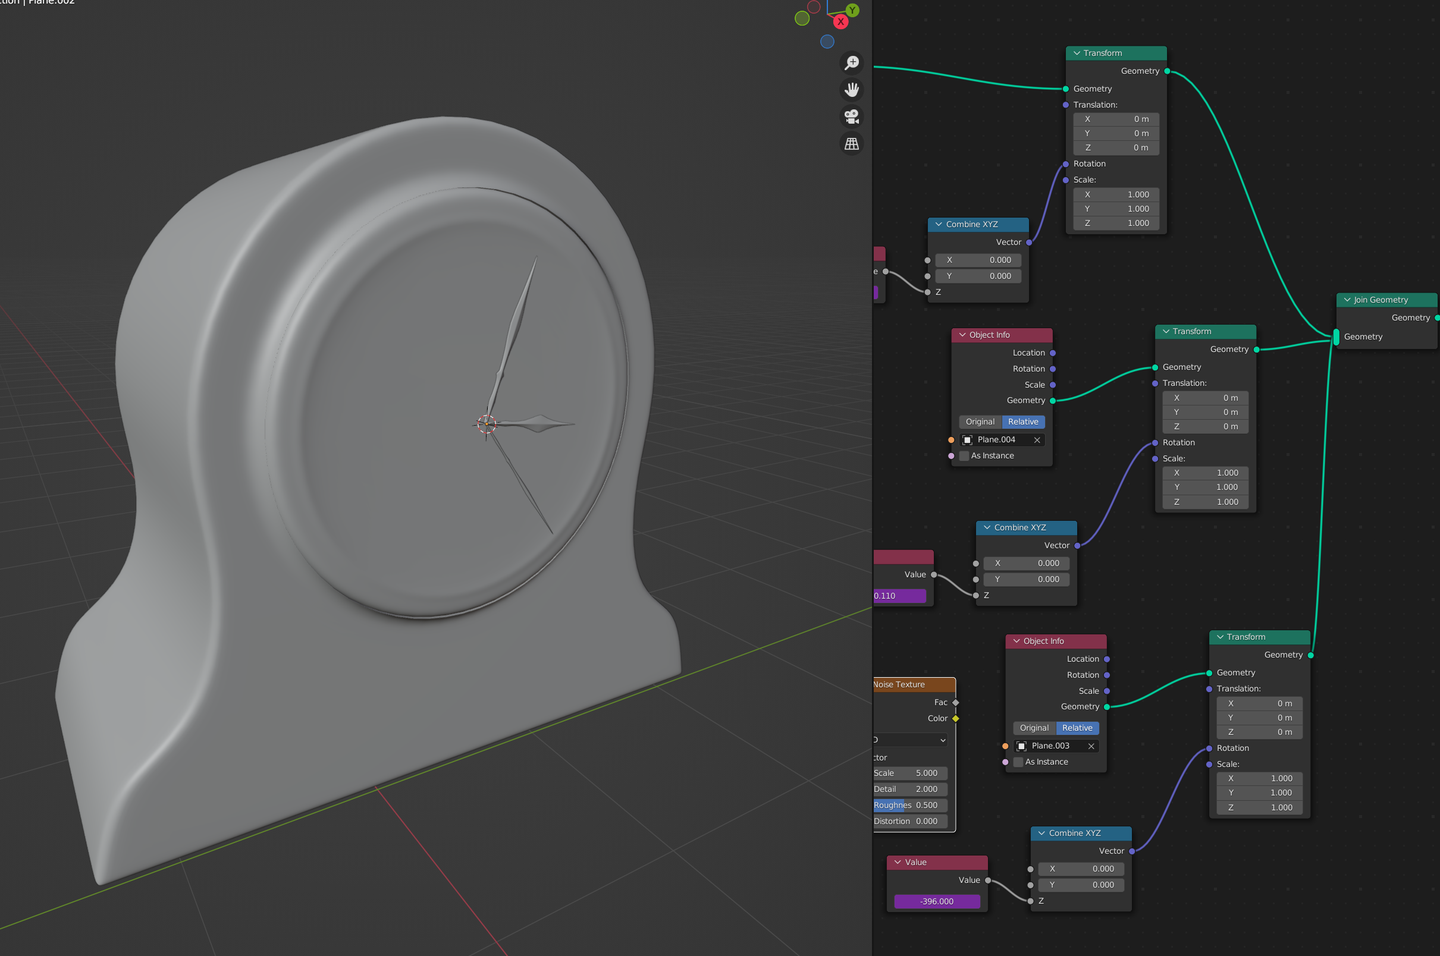 Plane.002
Y
X
Transform
Geometry
Geometry
Translation:
X 0 m
Y 0 m
Z 0 m
Rotation
Scale:
X 1.000
Y 1.000
Z 1.000
Combine XYZ
Vector
X 0.000
Y 0.000
Z
Object Info
Location
Rotation
Scale
Geometry
Original Relative
Plane.004
As Instance
Transform
Geometry
Geometry
Translation:
X 0 m
Y 0 m
Z 0 m
Rotation
Scale:
X 1.000
Y 1.000
Z 1.000
Join Geometry
Geometry
Geometry
Combine XYZ
Vector
X 0.000
Y 0.000
Z
Value
0.110
Object Info
Location
Rotation
Scale
Geometry
Original Relative
Plane.003
As Instance
Transform
Geometry
Geometry
Translation:
X 0 m
Y 0 m
Z 0 m
Rotation
Scale:
X 1.000
Y 1.000
Z 1.000
Noise Texture
Fac
Color
Scale 5.000
Detail 2.000
Roughnes 0.500
Distortion 0.000
Combine XYZ
Vector
X 0.000
Y 0.000
Z
Value
Value
-396.000